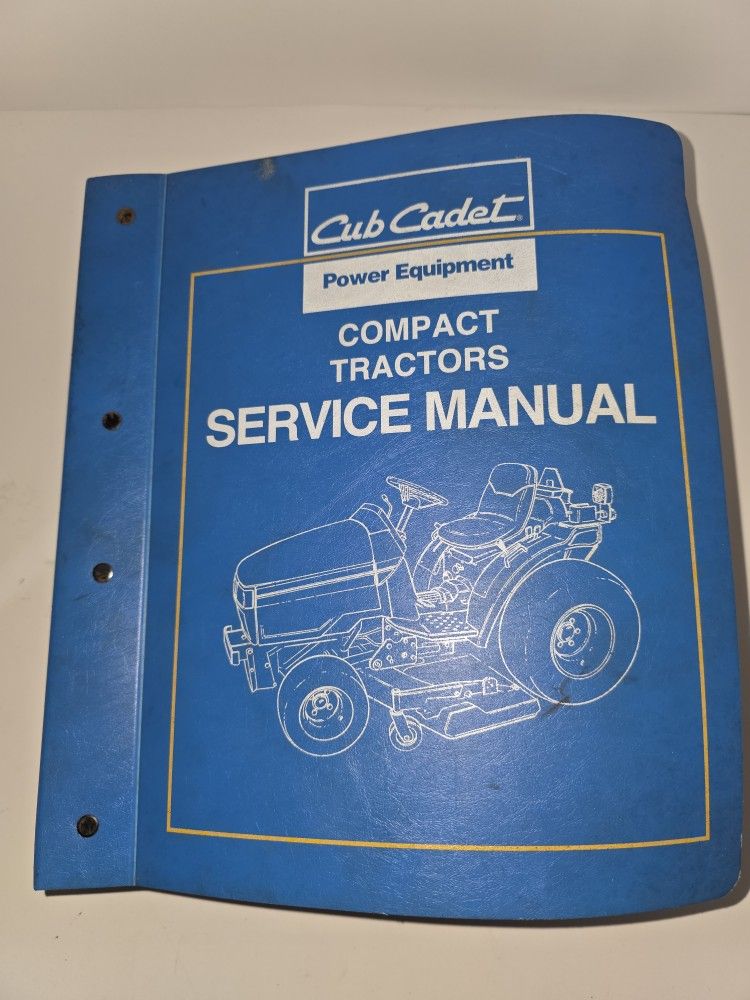 Cub Cadet®
Power Equipment
COMPACT
TRACTORS
SERVICE MANUAL